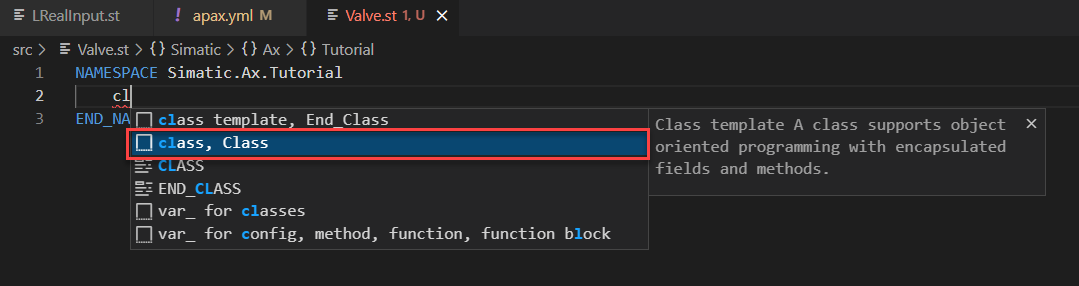 LRealInput.st ! apax.yml M Valve.st 1, U ×
src > Valve.st > {} Simatic > {} Ax > {} Tutorial
1 NAMESPACE Simatic.Ax.Tutorial
2 cl
3 END_NA
class template, End_Class
class, Class
CLASS
END_CLASS
var_ for classes
var_ for config, method, function, function block
Class template A class supports object ×
oriented programming with encapsulated
fields and methods.